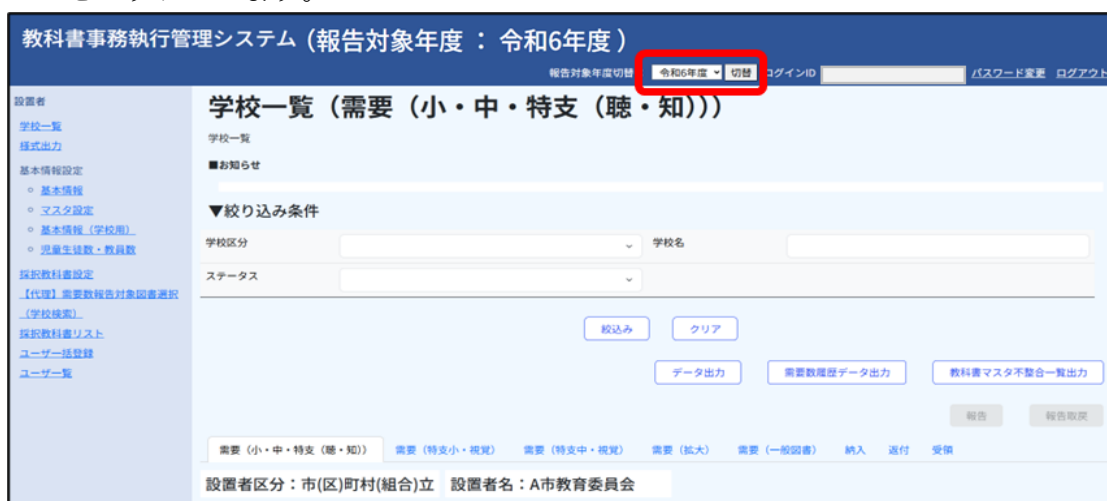 教科書事務執行管理システム (報告対象年度 : 令和6年度 )
報告対象年度切替 令和6年度 切替 ログインID パスワード変更 ログアウト
設置者
学校一覧
様式出力
基本情報設定
基本情報
マスタ設定
基本情報（学校用）
児童生徒数・教員数
採択教科書設定
【代理】需要数報告対象図書選択
（学校検索）
採択教科書リスト
ユーザー括登録
ユーザー覧
学校一覧（需要（小・中・特支（聴・知)））
学校一覧
■お知らせ
▼絞り込み条件
学校区分 学校名
ステータス
絞込み クリア
データ出力 需要数履歴データ出力 教科書マスタ不整合一覧出力
報告 報告取戻
需要（小・中・特支（聴・知)） 需要（特支小・視覚） 需要（特支中・視覚） 需要（拡大） 需要（一般図書） 納入 返付 受領
設置者区分：市(区)町村(組合)立 設置者名：A市教育委員会